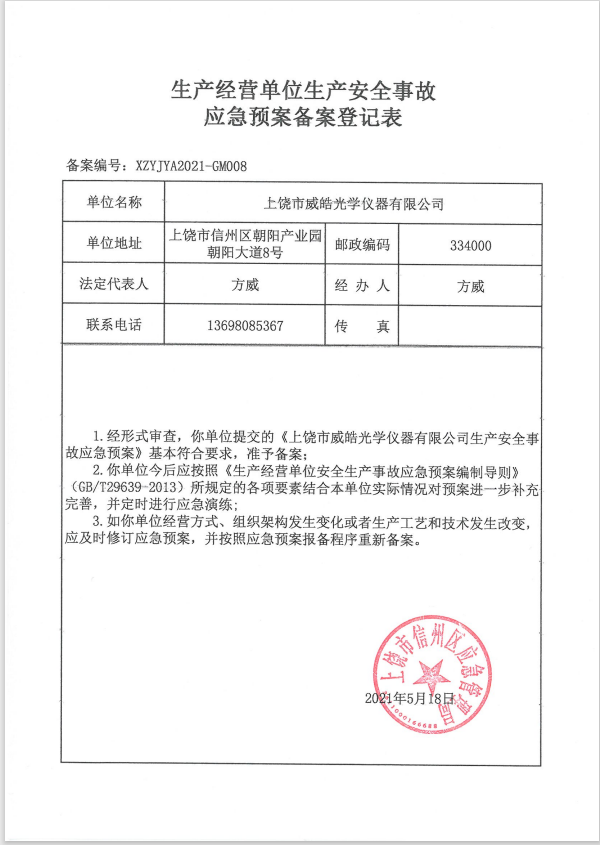 生产经营单位生产安全事故
应急预案备案登记表
备案编号：XZYJYA2021-GM008
单位名称 上饶市威皓光学仪器有限公司
单位地址 上饶市信州区朝阳产业园朝阳大道8号 邮政编码 334000
法定代表人 方威 经办人 方威
联系电话 13698085367 传真
1.经形式审查，你单位提交的《上饶市威皓光学仪器有限公司生产安全事
故应急预案》基本符合要求，准予备案；
2.你单位今后应按照《生产经营单位安全生产事故应急预案编制导则》
（GB/T29639-2013）所规定的各项要素结合本单位实际情况对预案进一步补充
完善，并定时进行应急演练；
3.如你单位经营方式、组织架构发生变化或者生产工艺和技术发生改变，
应及时修订应急预案，并按照应急预案报备程序重新备案。
上饶市信州区应急管理局
2021年5月18日